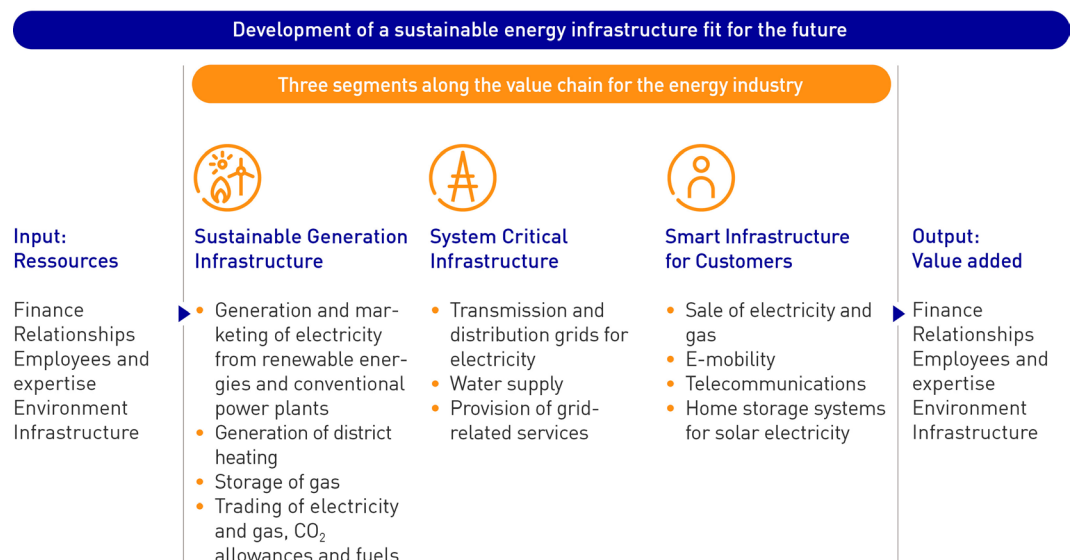 Development of a sustainable energy infrastructure fit for the future
Three segments along the value chain for the energy industry
Input:
Ressources
Finance
Relationships
Employees and
expertise
Environment
Infrastructure
Sustainable Generation
Infrastructure
• Generation and mar-
keting of electricity
from renewable ener-
gies and conventional
power plants
• Generation of district
heating
• Storage of gas
• Trading of electricity
and gas, CO₂
allowances and fuels
System Critical
Infrastructure
• Transmission and
distribution grids for
electricity
• Water supply
• Provision of grid-
related services
Smart Infrastructure
for Customers
• Sale of electricity and
gas
• E-mobility
• Telecommunications
• Home storage systems
for solar electricity
Output:
Value added
Finance
Relationships
Employees and
expertise
Environment
Infrastructure